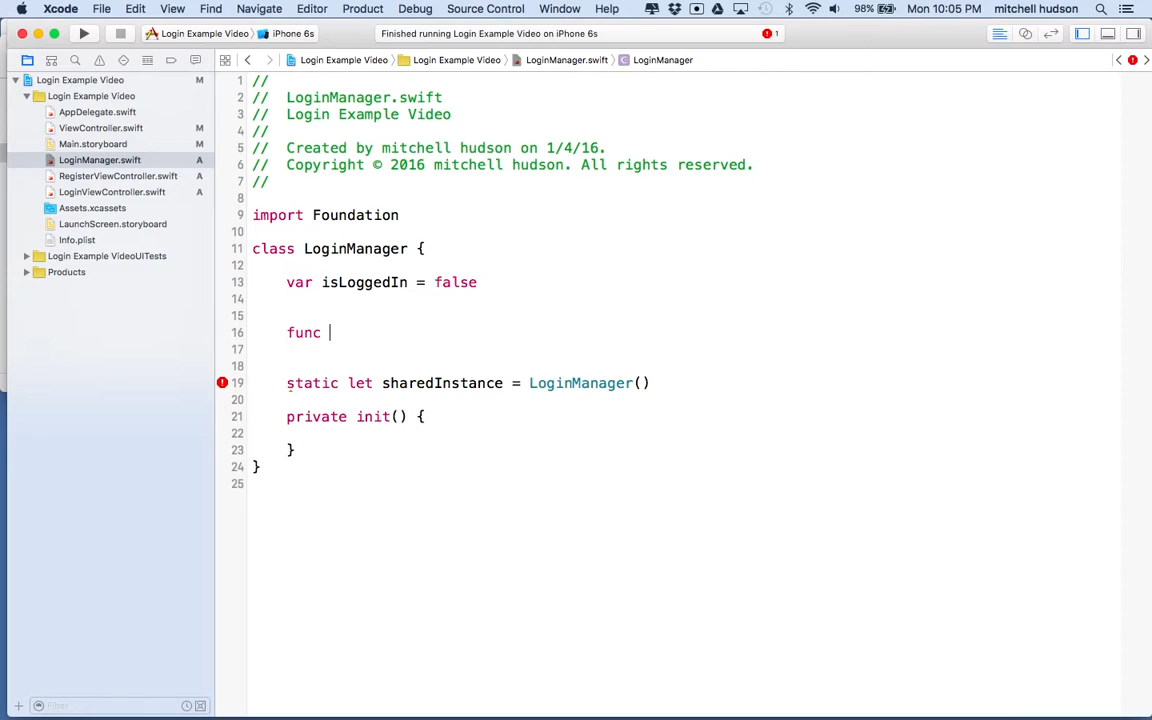 Xcode File Edit View Find Navigate Editor Product Debug Source Control Window Help 98% Mon 10:05 PM mitchell hudson
Login Example Video iPhone 6s Finished running Login Example Video on iPhone 6s 1
Login Example Video Login Example Video LoginManager.swift C LoginManager
Login Example Video M
Login Example Video
AppDelegate.swift
ViewController.swift M
Main.storyboard M
LoginManager.swift A
RegisterViewController.swift A
LoginViewController.swift A
Assets.xcassets
LaunchScreen.storyboard
Info.plist
Login Example VideoUITests
Products
Filter
1 //
2 // LoginManager.swift
3 // Login Example Video
4 //
5 // Created by mitchell hudson on 1/4/16.
6 // Copyright © 2016 mitchell hudson. All rights reserved.
7 //
8
9 import Foundation
10
11 class LoginManager {
12
13 var isLoggedIn = false
14
15
16 func
17
18
19 static let sharedInstance = LoginManager()
20
21 private init() {
22
23 }
24 }
25